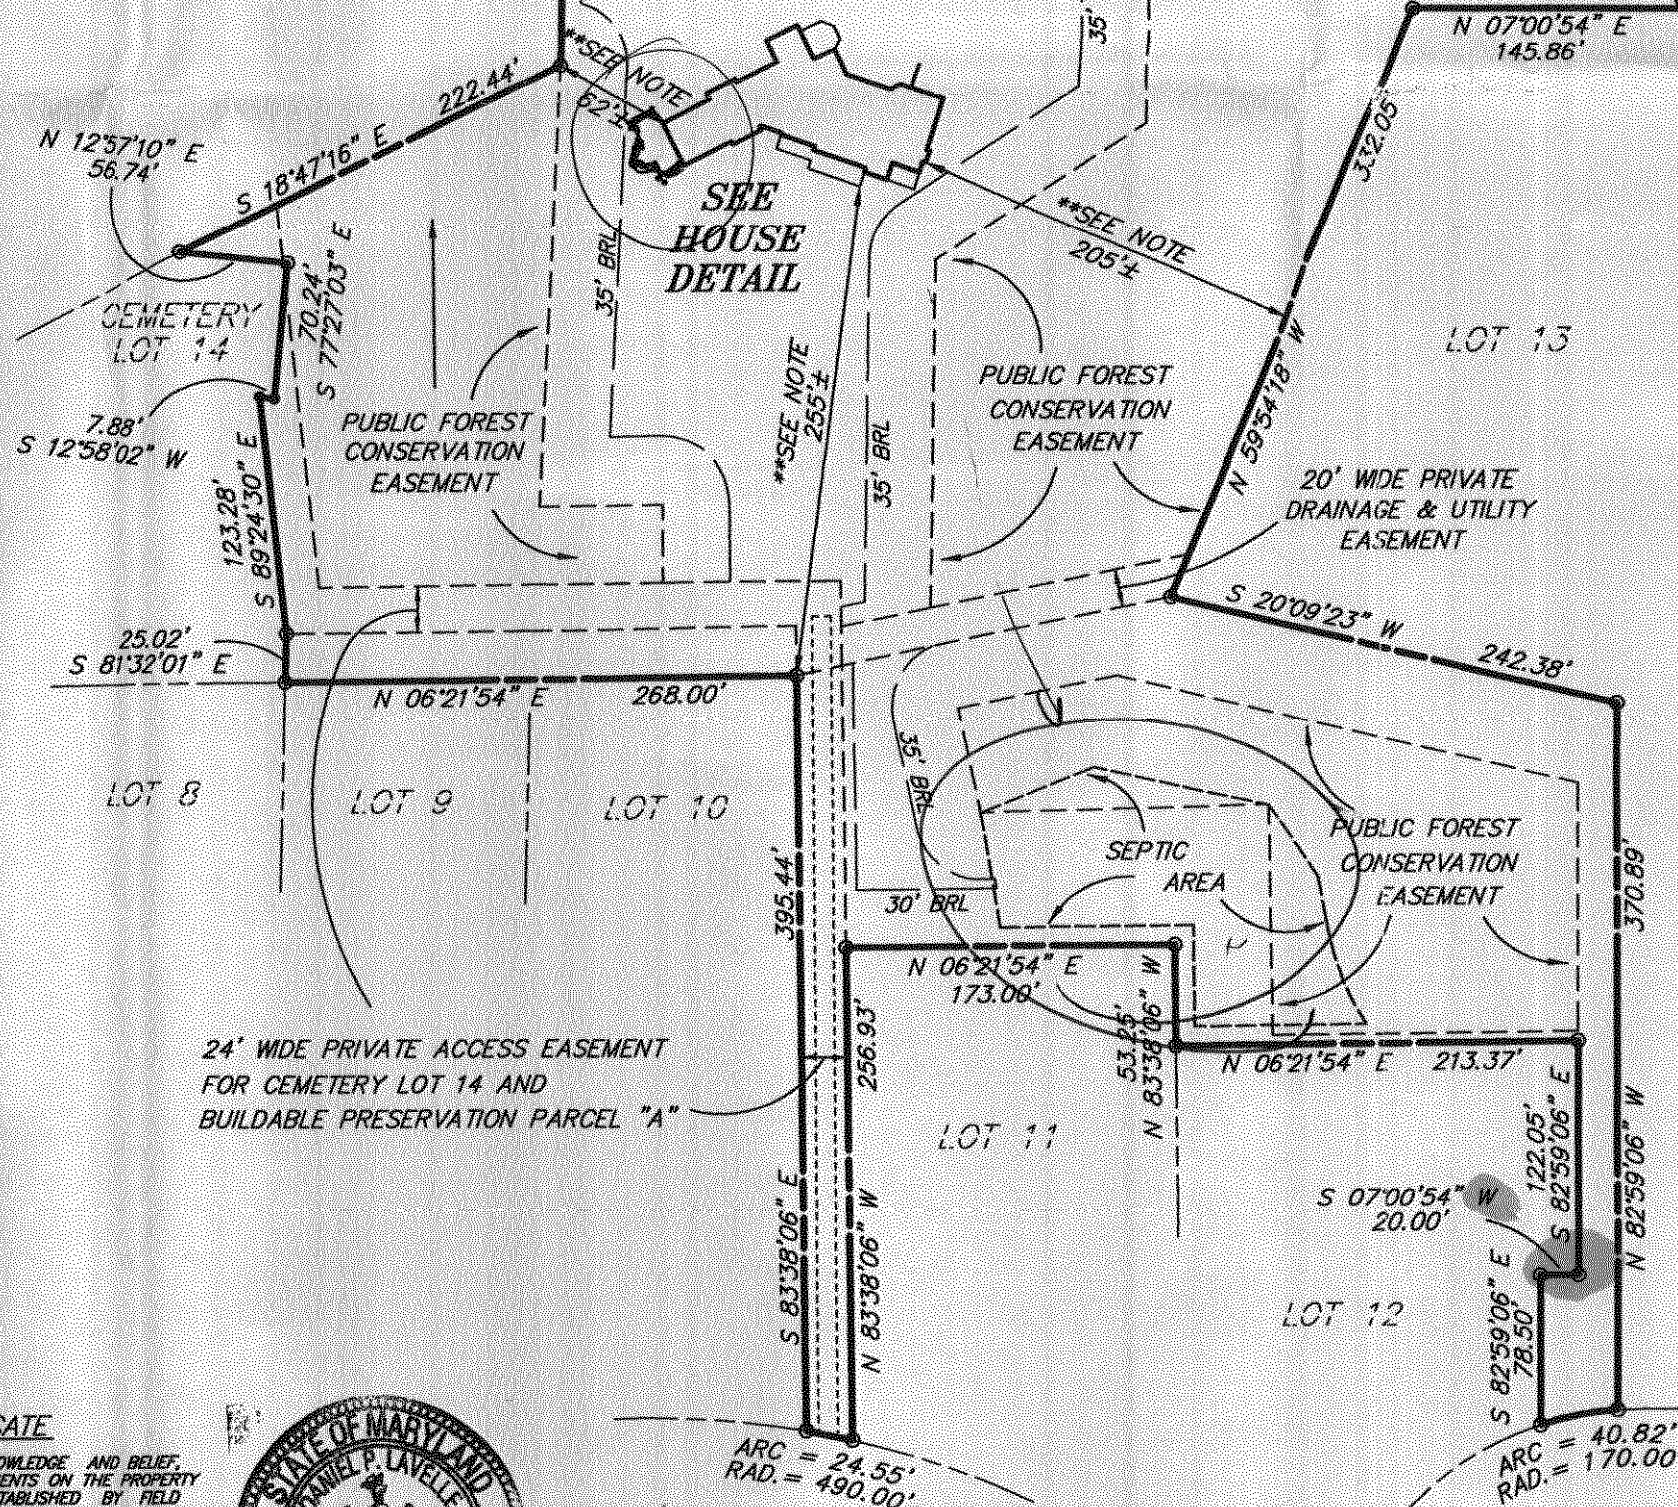 N 07°00'54" E
145.86'
35'
**SEE NOTE
62'±
222.44'
S 18°47'16" E
N 12°57'10" E
56.74'
332.05'
SEE
HOUSE
DETAIL
**SEE NOTE
205'±
70.24'
S 77°27'03" E
35' BRL
CEMETERY
LOT 14
LOT 13
**SEE NOTE
255'±
N 59°54'18" W
PUBLIC FOREST
CONSERVATION
EASEMENT
PUBLIC FOREST
CONSERVATION
EASEMENT
7.88'
S 12°58'02" W
35' BRL
20' WIDE PRIVATE
DRAINAGE & UTILITY
EASEMENT
123.28'
S 89°24'30" E
S 20°09'23" W
242.38'
25.02'
S 81°32'01" E
N 06°21'54" E
268.00'
35' BRL
LOT 8
LOT 9
LOT 10
PUBLIC FOREST
CONSERVATION
EASEMENT
SEPTIC
AREA
395.44'
370.89'
30' BRL
N 06°21'54" E
173.00'
53.25'
N 83°38'06" W
256.93'
24' WIDE PRIVATE ACCESS EASEMENT
FOR CEMETERY LOT 14 AND
BUILDABLE PRESERVATION PARCEL "A"
N 06°21'54" E
213.37'
LOT 11
122.05'
S 82°59'06" E
N 82°59'06" W
S 07°00'54" W
20.00'
S 83°38'06" E
N 83°38'06" W
S 82°59'06" E
78.50'
LOT 12
ARC = 24.55'
RAD. = 490.00'
ARC = 40.82'
RAD. = 170.00
AND BELIEF,
ON THE PROPERTY
BY FIELD
STATE OF MARYLAND
DANIEL P. LAVELLE